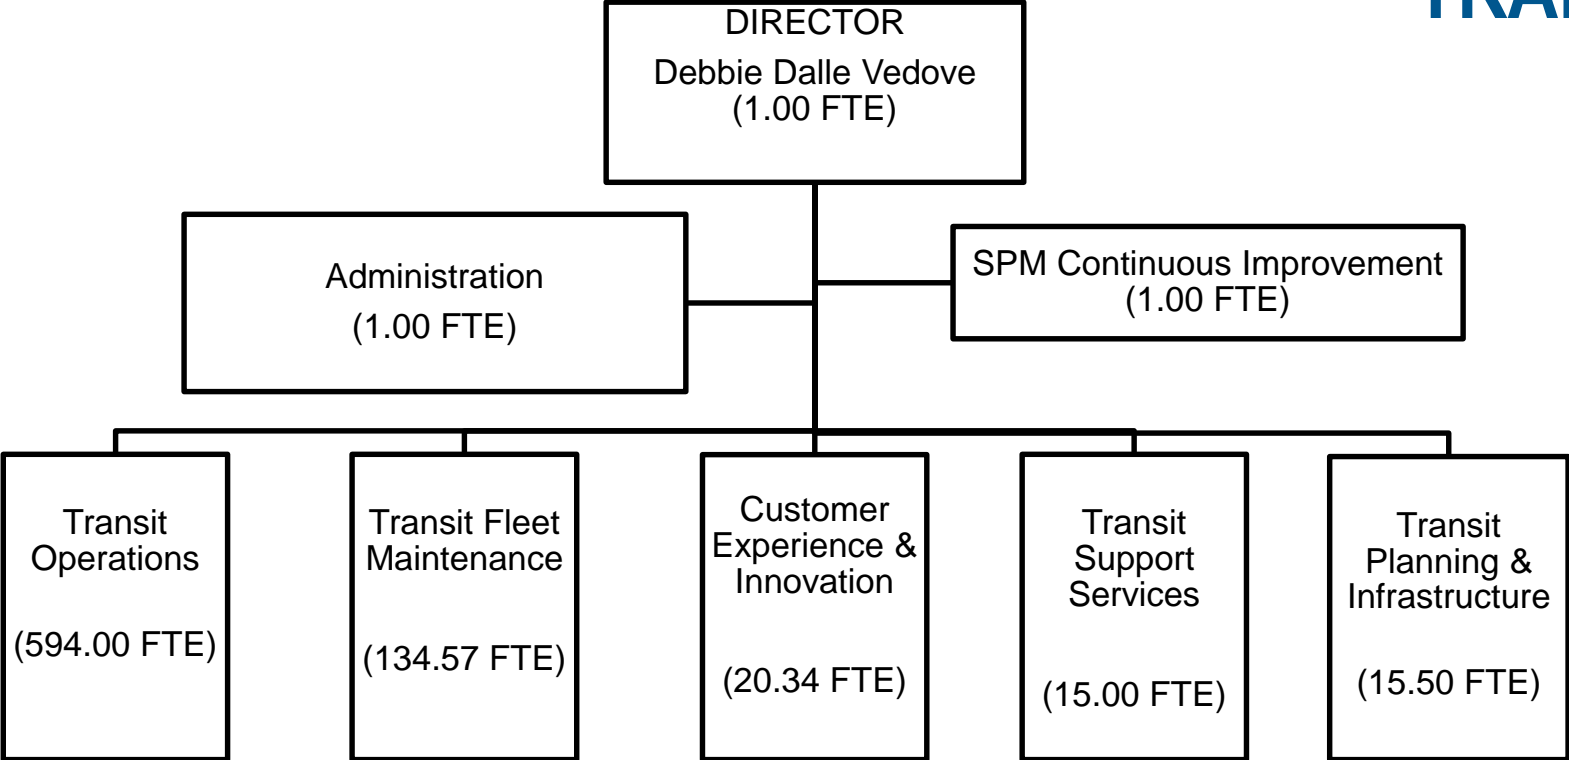 DIRECTOR
Debbie Dalle Vedove
(1.00 FTE)
Administration
(1.00 FTE)
SPM Continuous Improvement
(1.00 FTE)
Transit
Operations
(594.00 FTE)
Transit Fleet
Maintenance
(134.57 FTE)
Customer
Experience &
Innovation
(20.34 FTE)
Transit
Support
Services
(15.00 FTE)
Transit
Planning &
Infrastructure
(15.50 FTE)